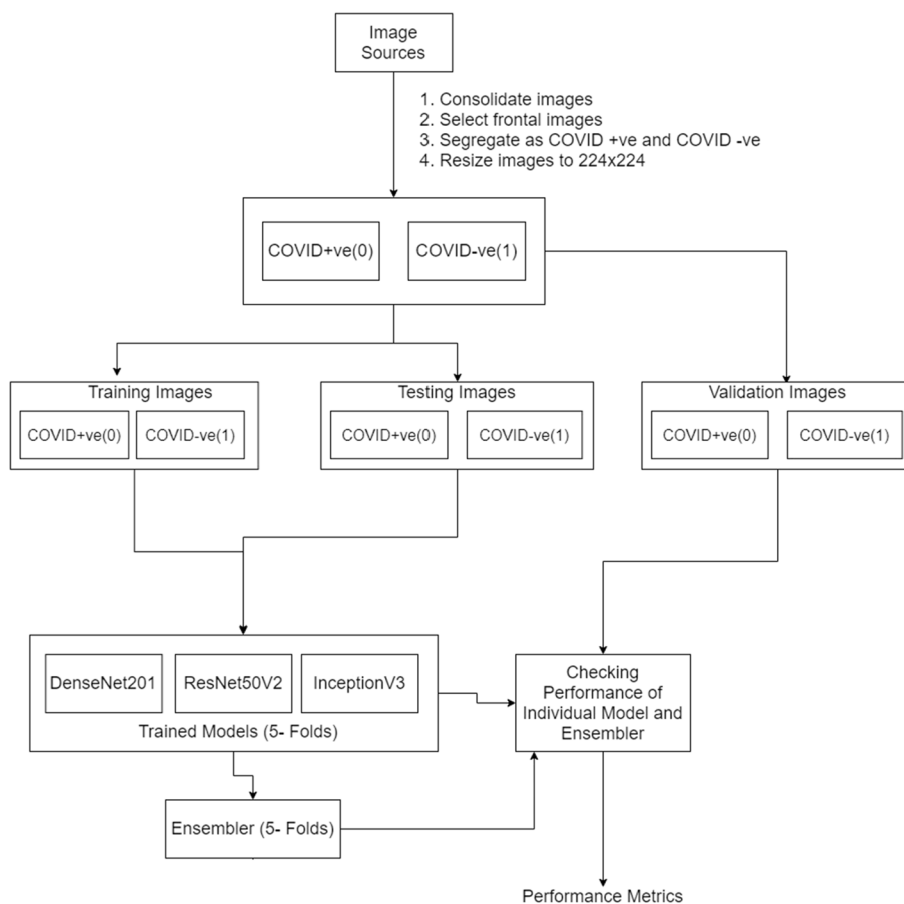 Image
Sources
1. Consolidate images
2. Select frontal images
3. Segregate as COVID +ve and COVID -ve
4. Resize images to 224x224
COVID+ve(0)
COVID-ve(1)
Training Images
COVID+ve(0)
COVID-ve(1)
Testing Images
COVID+ve(0)
COVID-ve(1)
Validation Images
COVID+ve(0)
COVID-ve(1)
DenseNet201
ResNet50V2
InceptionV3
Trained Models (5- Folds)
Checking
Performance of
Individual Model and
Ensembler
Ensembler (5- Folds)
Performance Metrics